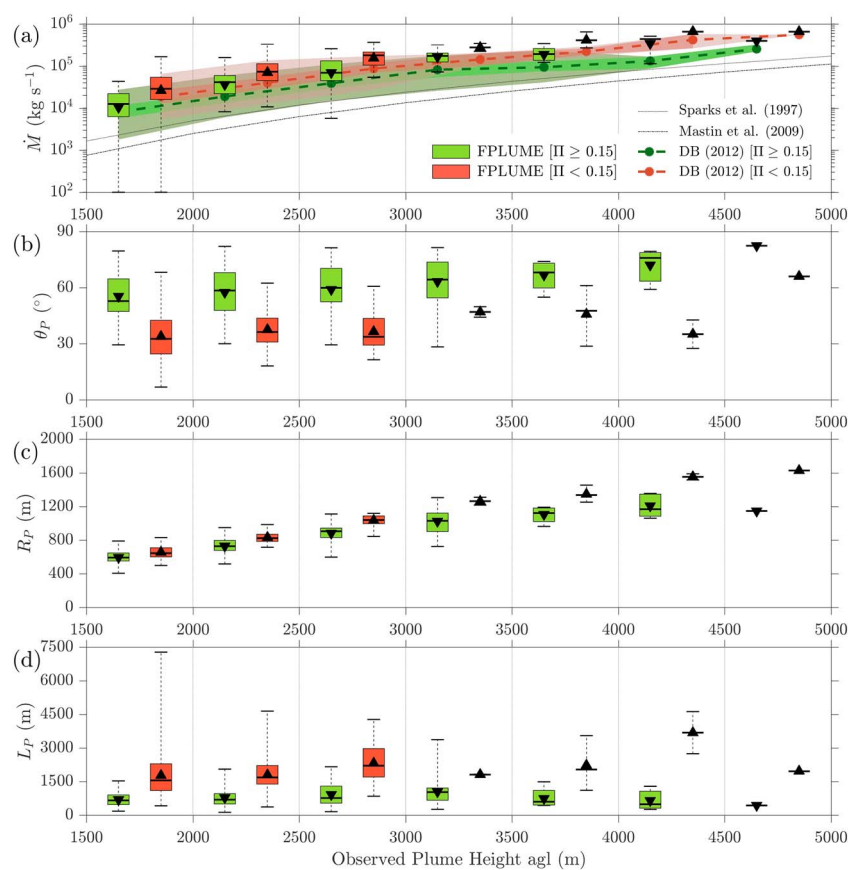 (a)
10^6
10^5
10^4
10^3
10^2
Ṁ (kg s^−1)
Sparks et al. (1997)
Mastin et al. (2009)
FPLUME [Π ≥ 0.15]
DB (2012) [Π ≥ 0.15]
FPLUME [Π < 0.15]
DB (2012) [Π < 0.15]
1500 2000 2500 3000 3500 4000 4500 5000
(b)
90
60
30
0
θ_P (°)
1500 2000 2500 3000 3500 4000 4500 5000
(c)
2000
1600
1200
800
400
0
R_P (m)
1500 2000 2500 3000 3500 4000 4500 5000
(d)
7500
6000
4500
3000
1500
0
L_P (m)
1500 2000 2500 3000 3500 4000 4500 5000
Observed Plume Height agl (m)